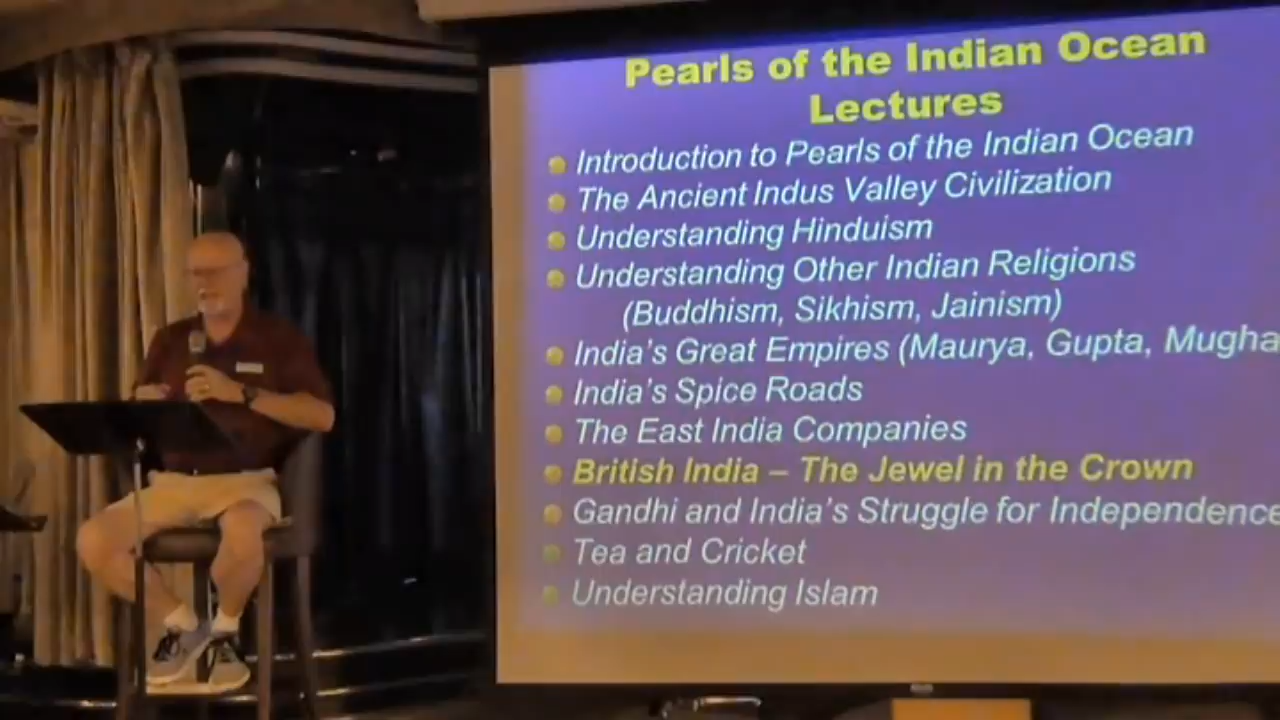 Pearls of the Indian Ocean
Lectures
Introduction to Pearls of the Indian Ocean
The Ancient Indus Valley Civilization
Understanding Hinduism
Understanding Other Indian Religions
(Buddhism, Sikhism, Jainism)
India's Great Empires (Maurya, Gupta, Mugha
India's Spice Roads
The East India Companies
British India – The Jewel in the Crown
Gandhi and India's Struggle for Independence
Tea and Cricket
Understanding Islam